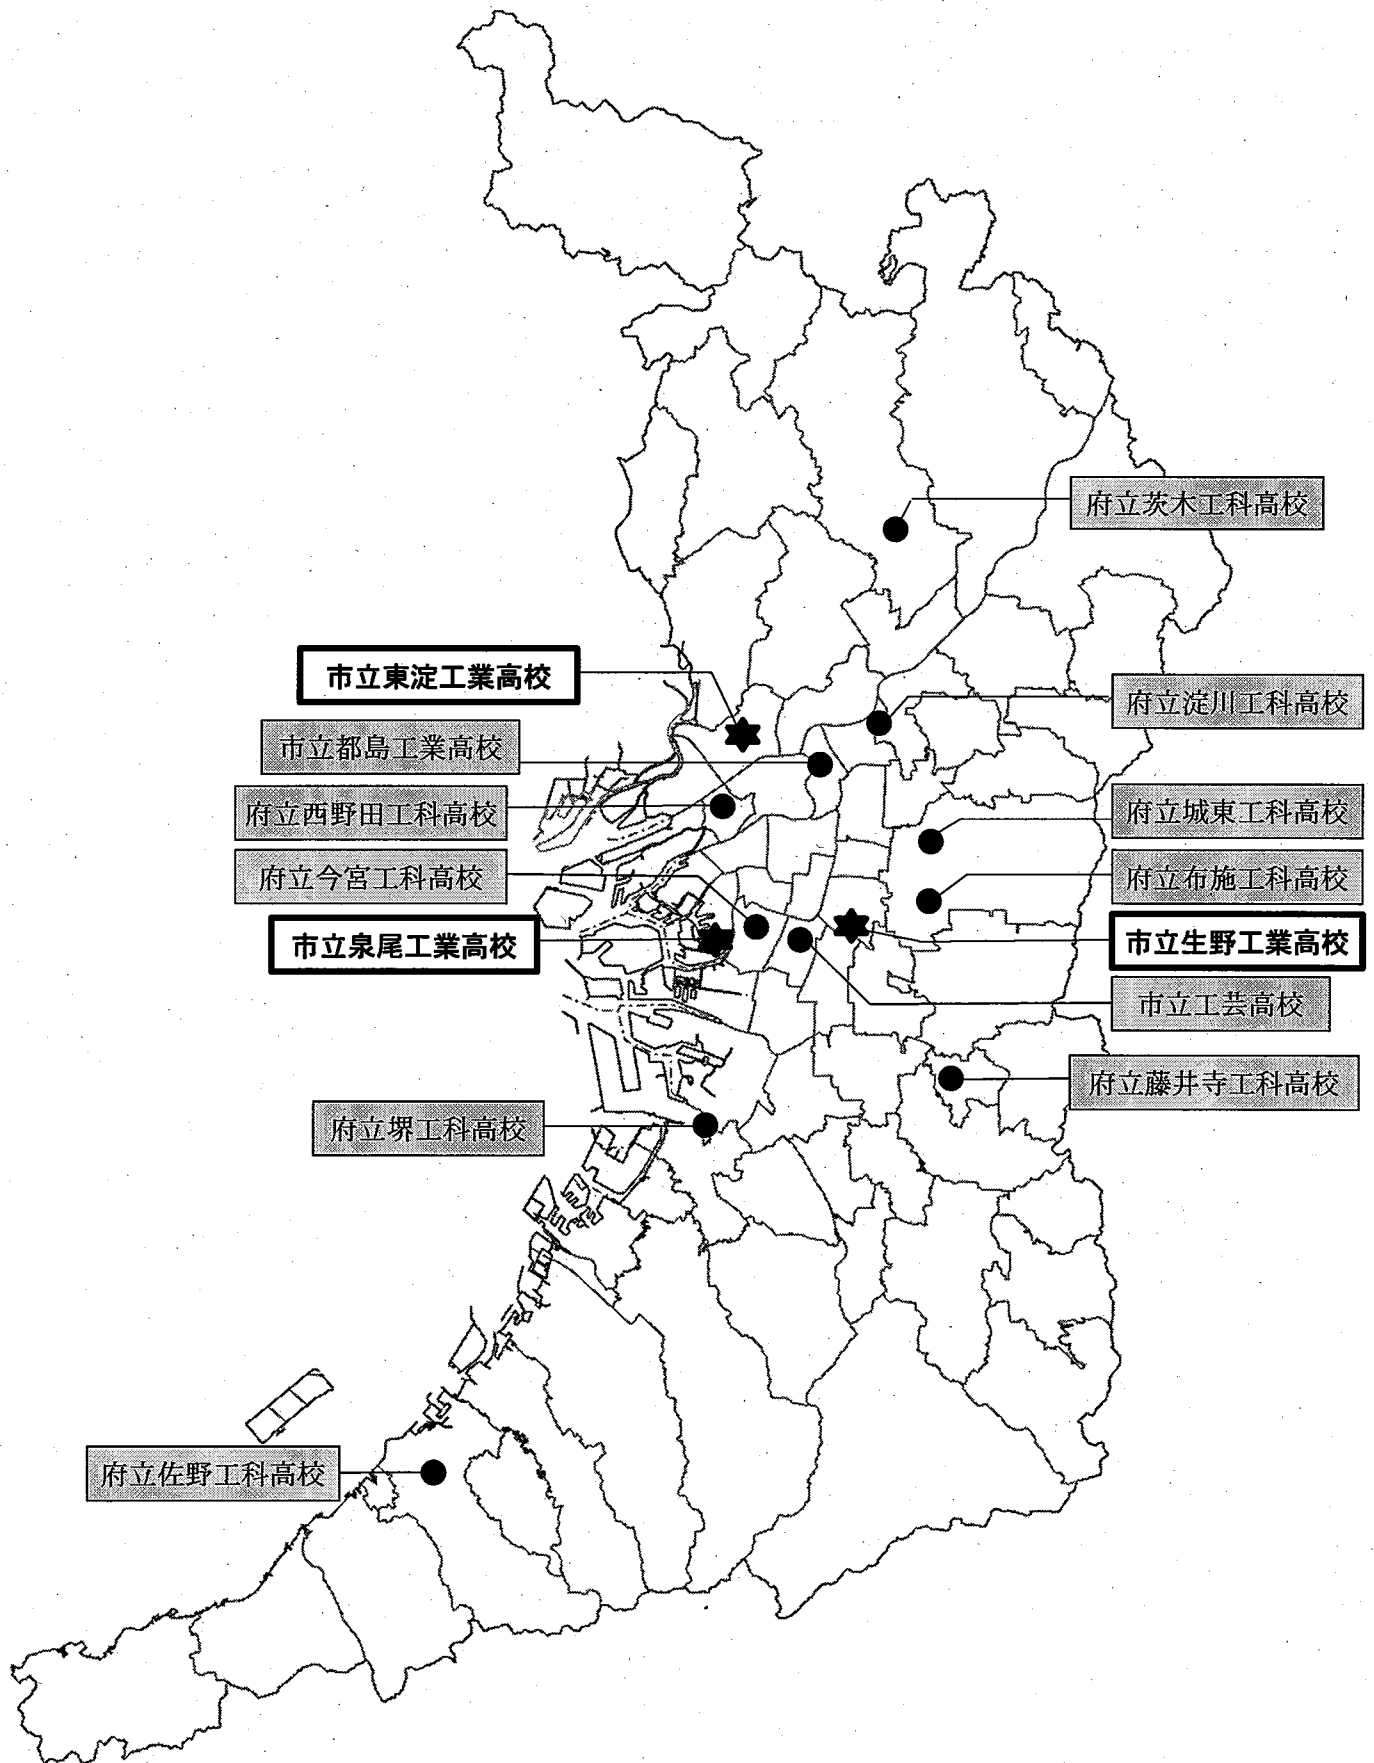 府立茨木工科高校
市立東淀工業高校
府立淀川工科高校
市立都島工業高校
府立西野田工科高校
府立城東工科高校
府立今宮工科高校
府立布施工科高校
市立泉尾工業高校
市立生野工業高校
市立工芸高校
府立藤井寺工科高校
府立堺工科高校
府立佐野工科高校